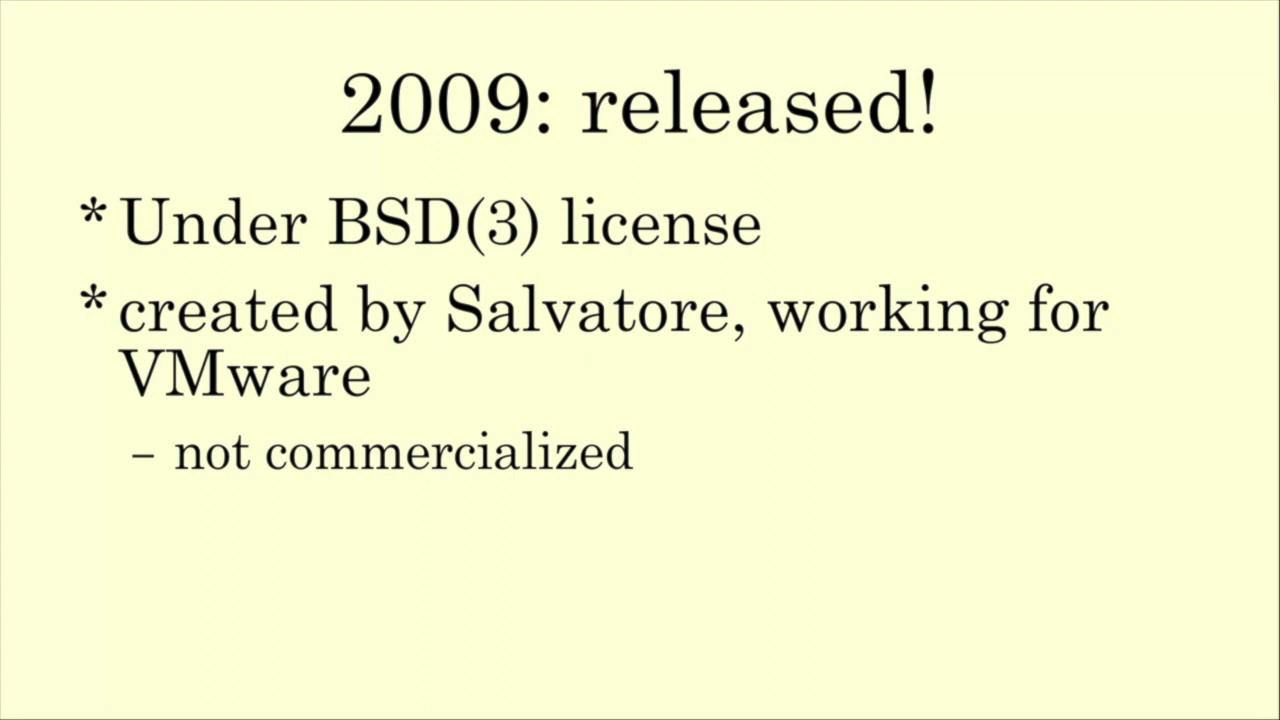 2009: released!
* Under BSD(3) license
* created by Salvatore, working for
VMware
– not commercialized